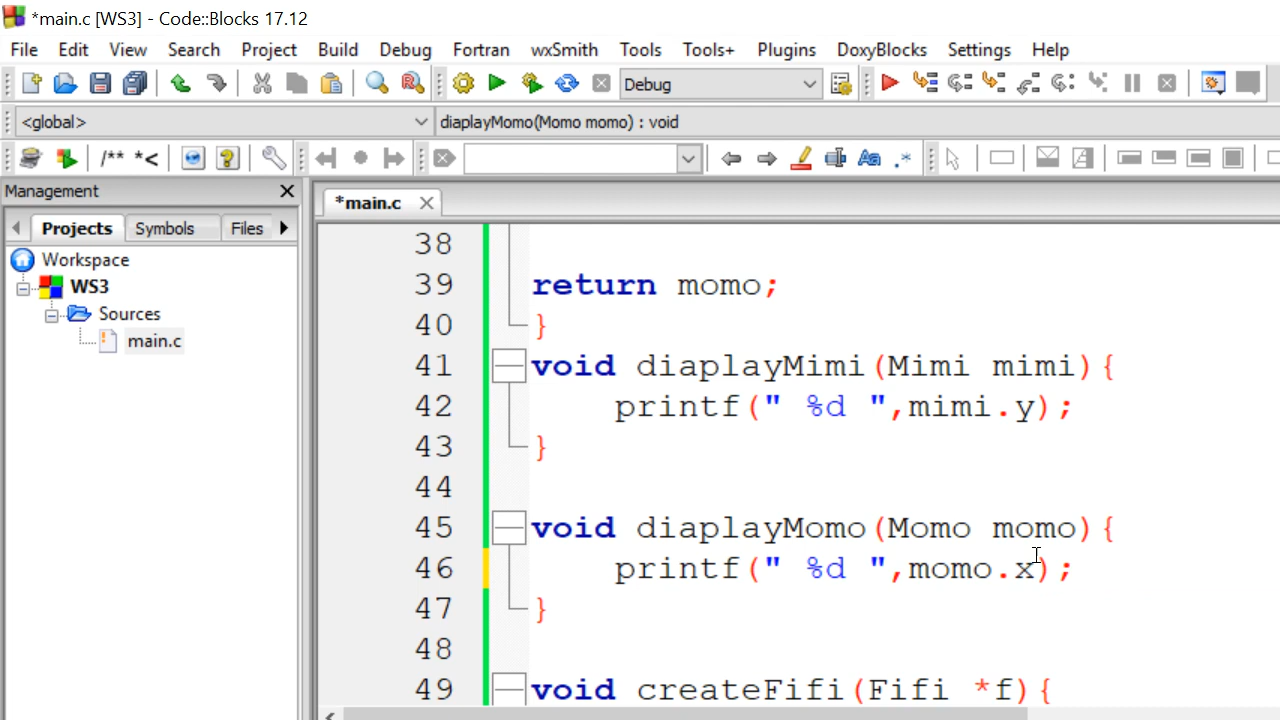 *main.c [WS3] - Code::Blocks 17.12
File Edit View Search Project Build Debug Fortran wxSmith Tools Tools+ Plugins DoxyBlocks Settings Help
Debug
<global> diaplayMomo(Momo momo) : void
/** *<
Management
*main.c
Projects Symbols Files
Workspace
WS3
Sources
main.c
38
39 return momo;
40 }
41 void diaplayMimi(Mimi mimi){
42 printf(" %d ",mimi.y);
43 }
44
45 void diaplayMomo(Momo momo){
46 printf(" %d ",momo.x);
47 }
48
49 void createFifi(Fifi *f){